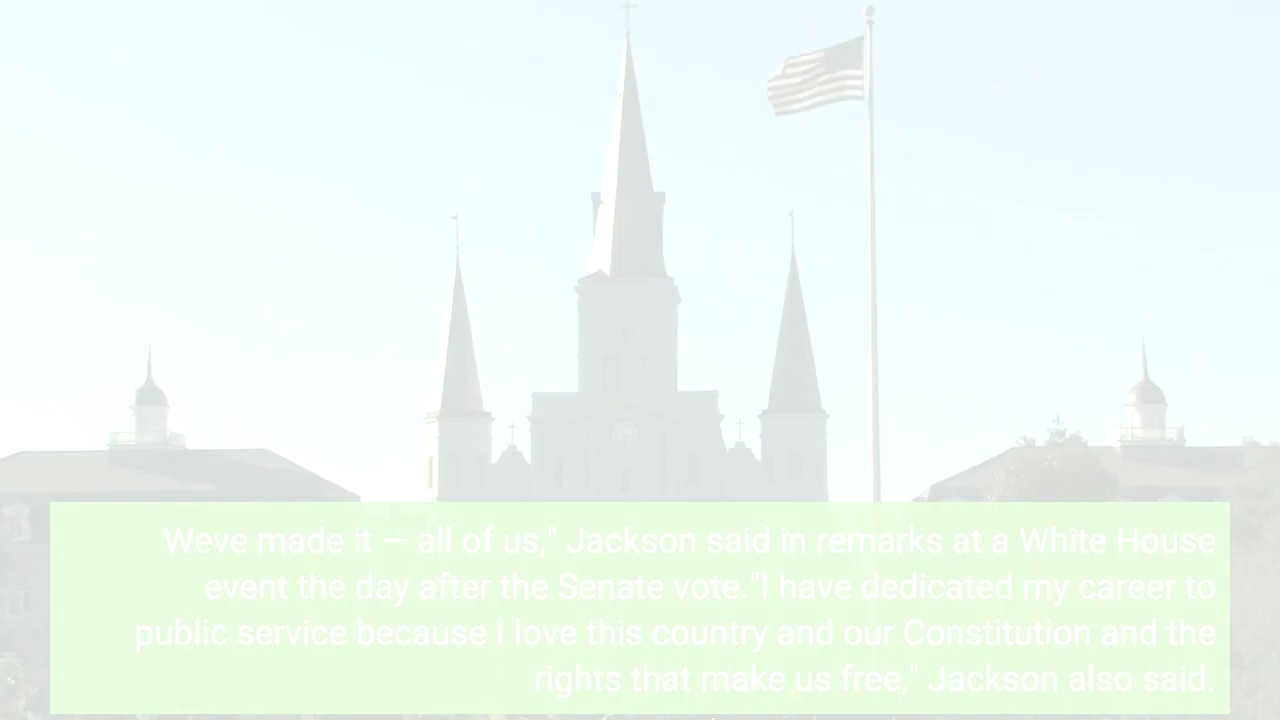 Weve made it — all of us," Jackson said in remarks at a White House
event the day after the Senate vote."I have dedicated my career to
public service because I love this country and our Constitution and the
rights that make us free," Jackson also said.